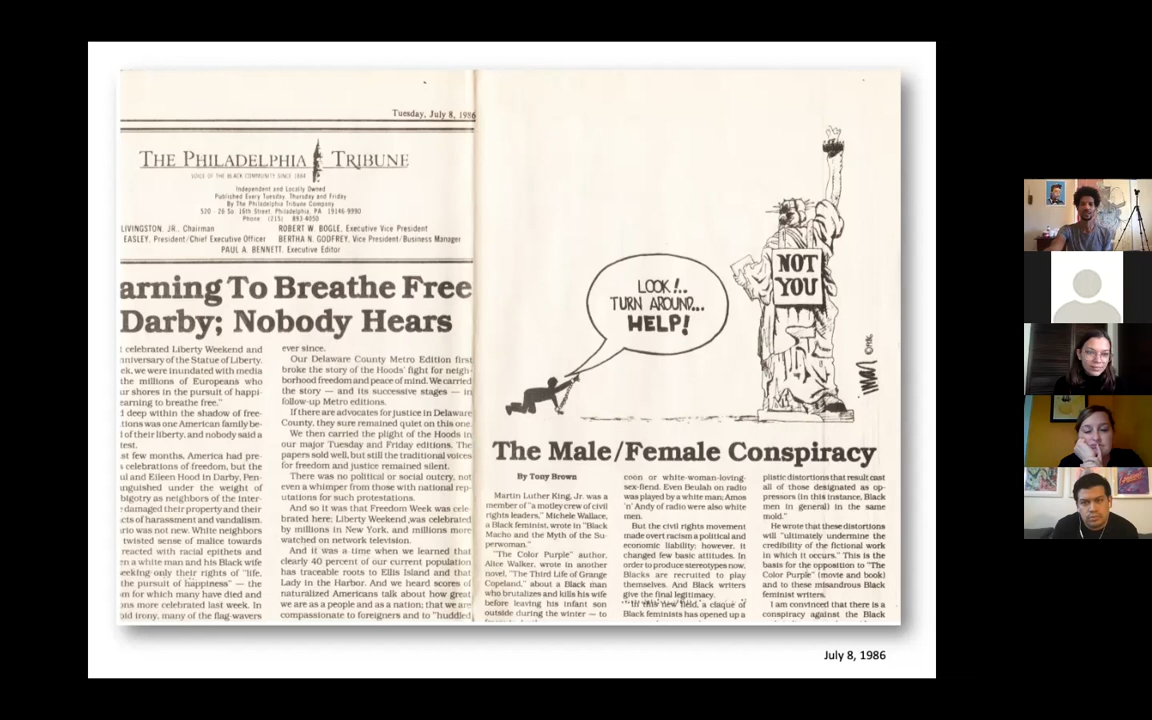 Tuesday, July 8, 1986
THE PHILADELPHIA TRIBUNE
VOICE OF THE BLACK COMMUNITY SINCE 1884
Independent and Locally Owned
Published Every Tuesday, Thursday and Friday
By The Philadelphia Tribune Company
520 - 26 So. 16th Street, Philadelphia, PA 19146-9990
Phone (215) 893-4050
LIVINGSTON, JR., Chairman ROBERT W. BOGLE, Executive Vice President
EASLEY, President/Chief Executive Officer BERTHA N. GODFREY, Vice President/Business Manager
PAUL A. BENNETT, Executive Editor
arning To Breathe Free
Darby; Nobody Hears
t celebrated Liberty Weekend and
nniversary of the Statue of Liberty.
ek, we were inundated with media
the millions of Europeans who
ur shores in the pursuit of happi-
earning to breathe free."
d deep within the shadow of free-
tions was one American family be-
d of their liberty, and nobody said a
test.
st few months, America had pre-
s celebrations of freedom, but the
ul and Eileen Hood in Darby, Pen-
nguished under the weight of
bigotry as neighbors of the inter-
e damaged their property and their
cts of harassment and vandalism.
rio was not new. White neighbors
twisted sense of malice towards
reacted with racial epithets and
en a white man and his Black wife
eeking only their rights of "life,
the pursuit of happiness" — the
m for which many have died and
ons more celebrated last week. In
oid irony, many of the flag-wavers
ever since.
Our Delaware County Metro Edition first
broke the story of the Hoods' fight for neigh-
borhood freedom and peace of mind. We carried
the story — and its successive stages — in
follow-up Metro editions.
If there are advocates for justice in Delaware
County, they sure remained quiet on this one.
We then carried the plight of the Hoods in
our major Tuesday and Friday editions. The
papers sold well, but still the traditional voices
for freedom and justice remained silent.
There was no political or social outcry, not
even a whimper from those with national rep-
utations for such protestations.
And so it was that Freedom Week was cele-
brated here; Liberty Weekend was celebrated
by millions in New York, and millions more
watched on network television.
And it was a time when we learned that
clearly 40 percent of our current population
has traceable roots to Ellis Island and that
Lady in the Harbor. And we heard scores of
naturalized Americans talk about how great
we are as a people and as a nation; that we are
compassionate to foreigners and to "huddled
LOOK!..
TURN AROUND...
HELP!
NOT
YOU
The Male/Female Conspiracy
By Tony Brown
Martin Luther King, Jr. was a
member of "a motley crew of civil
rights leaders," Michele Wallace,
a Black feminist, wrote in "Black
Macho and the Myth of the Su-
perwoman."
"The Color Purple" author,
Alice Walker, wrote in another
novel, "The Third Life of Grange
Copeland," about a Black man
who brutalizes and kills his wife
before leaving his infant son
outside during the winter — to
coon or white-woman-loving-
sex-fiend. Even Beulah on radio
was played by a white man; Amos
'n' Andy of radio were also white
men.
But the civil rights movement
made overt racism a political and
economic liability; however, it
changed few basic attitudes. In
order to produce stereotypes now,
Blacks are recruited to play
themselves. And Black writers
give the final legitimacy.
In this new field, a claque of
Black feminists has opened up a
plistic distortions that result cast
all of those designated as op-
pressors (in this instance, Black
men in general) in the same
mold."
He wrote that these distortions
will "ultimately undermine the
credibility of the fictional work
in which it occurs." This is the
basis for the opposition to "The
Color Purple" (movie and book)
and to these misandrous Black
feminist writers.
I am convinced that there is a
conspiracy against the Black
July 8, 1986